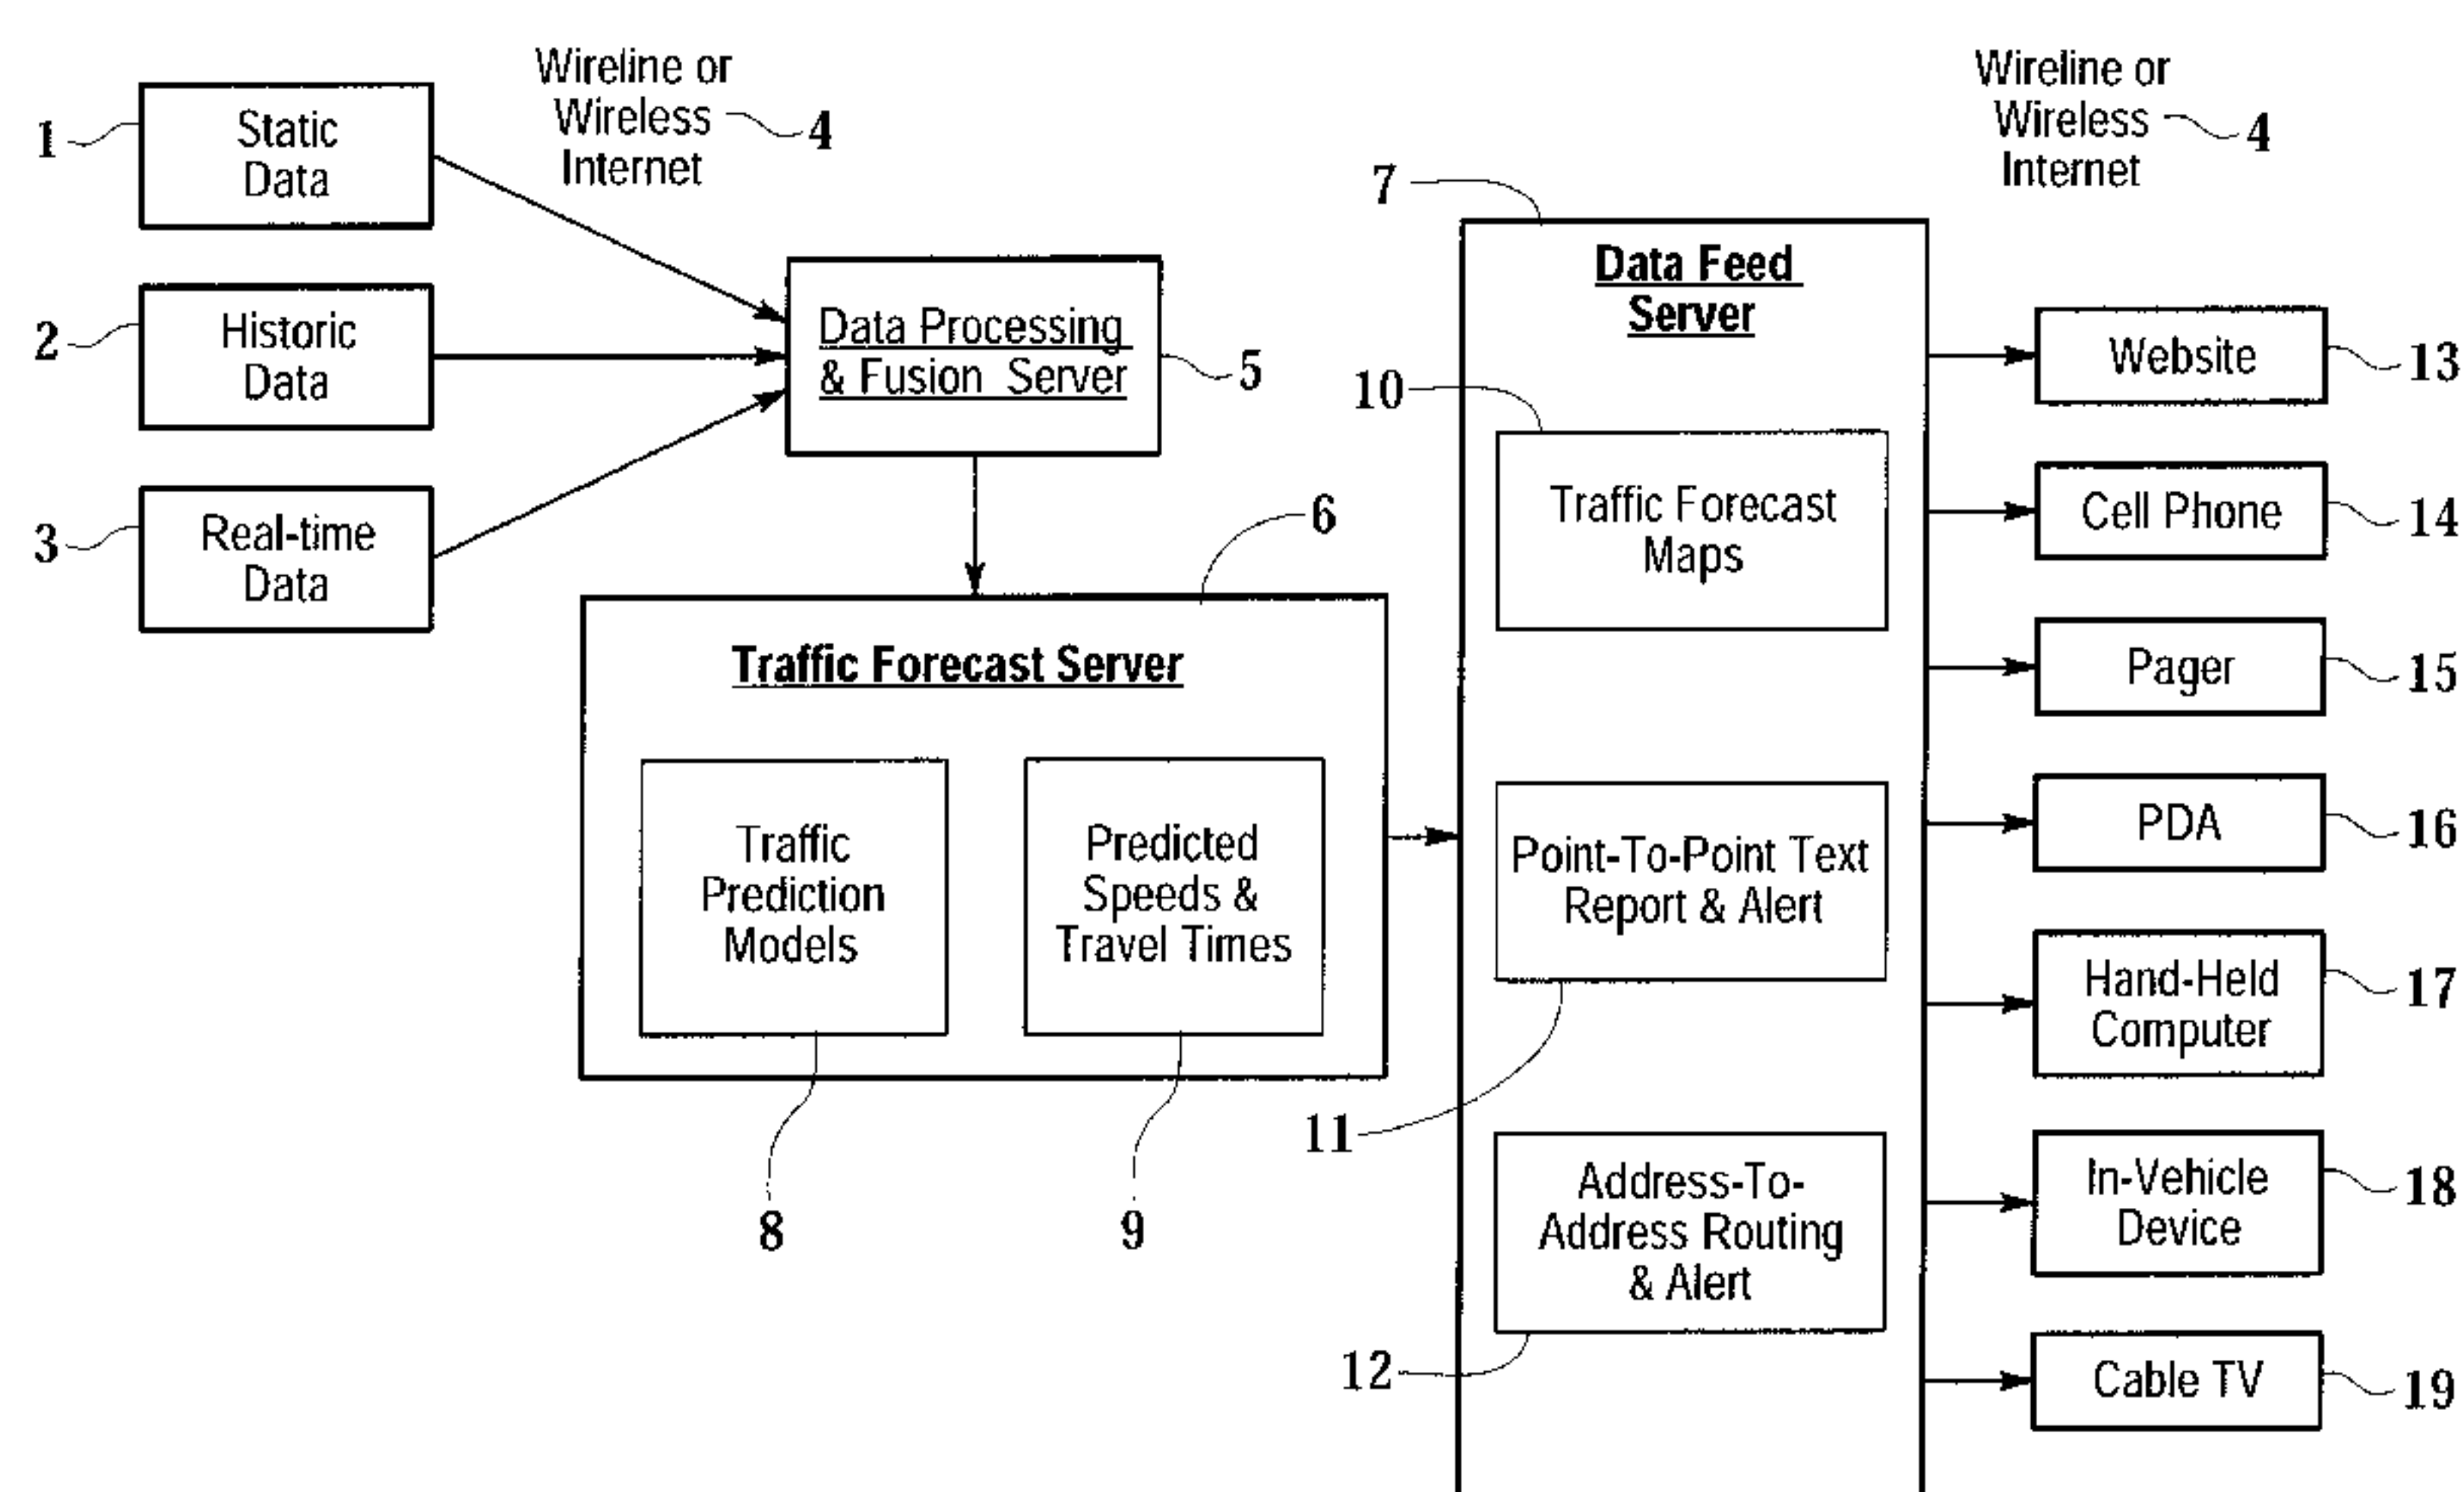 Wireline or
Wireless
Internet
4
1
Static
Data
2
Historic
Data
3
Real-time
Data
Data Processing
& Fusion Server
5
6
Traffic Forecast Server
Traffic
Prediction
Models
Predicted
Speeds &
Travel Times
8
9
7
Data Feed
Server
10
Traffic Forecast
Maps
Point-To-Point Text
Report & Alert
11
Address-To-
Address Routing
& Alert
12
Wireline or
Wireless
Internet
4
Website
13
Cell Phone
14
Pager
15
PDA
16
Hand-Held
Computer
17
In-Vehicle
Device
18
Cable TV
19